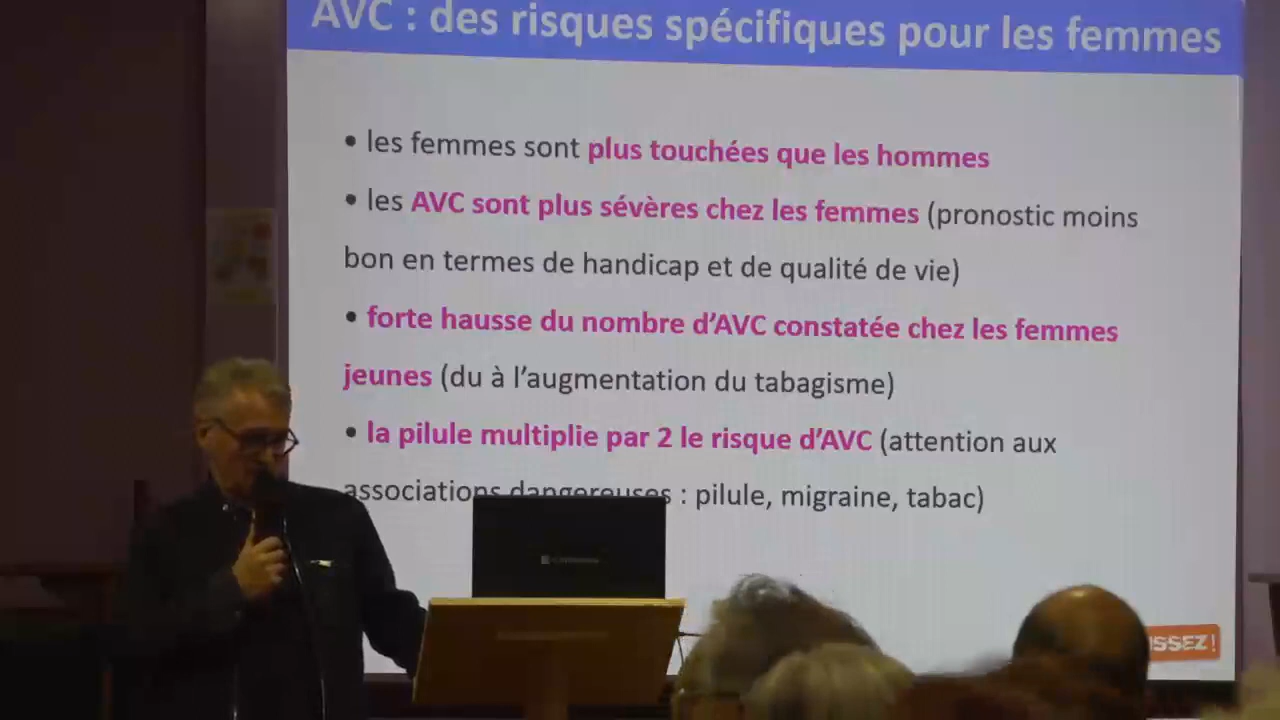 AVC : des risques spécifiques pour les femmes
• les femmes sont plus touchées que les hommes
• les AVC sont plus sévères chez les femmes (pronostic moins
bon en termes de handicap et de qualité de vie)
• forte hausse du nombre d’AVC constatée chez les femmes
jeunes (du à l’augmentation du tabagisme)
• la pilule multiplie par 2 le risque d’AVC (attention aux
associations dangereuses : pilule, migraine, tabac)
ISSEZ!